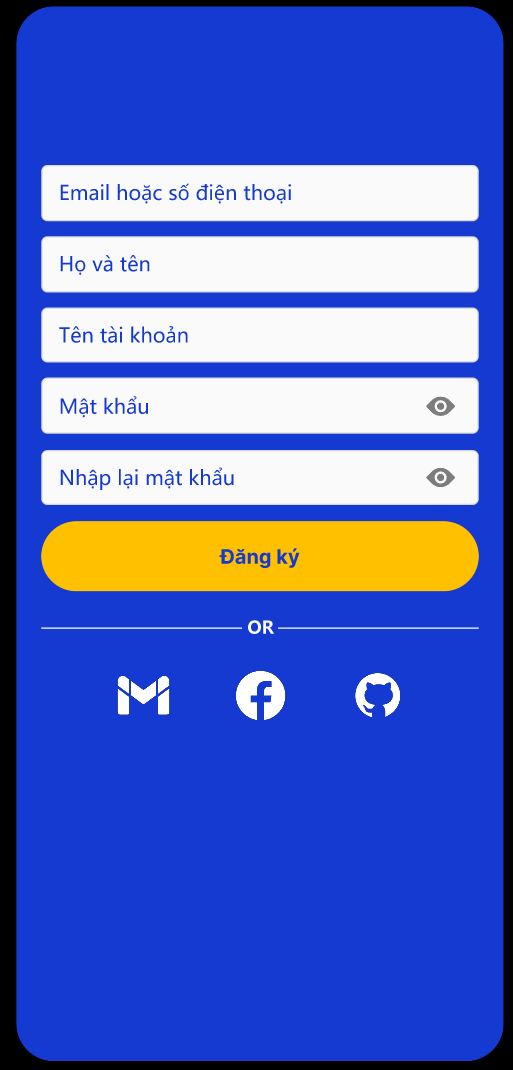 Email hoặc số điện thoại
Họ và tên
Tên tài khoản
Mật khẩu
Nhập lại mật khẩu
Đăng ký
OR